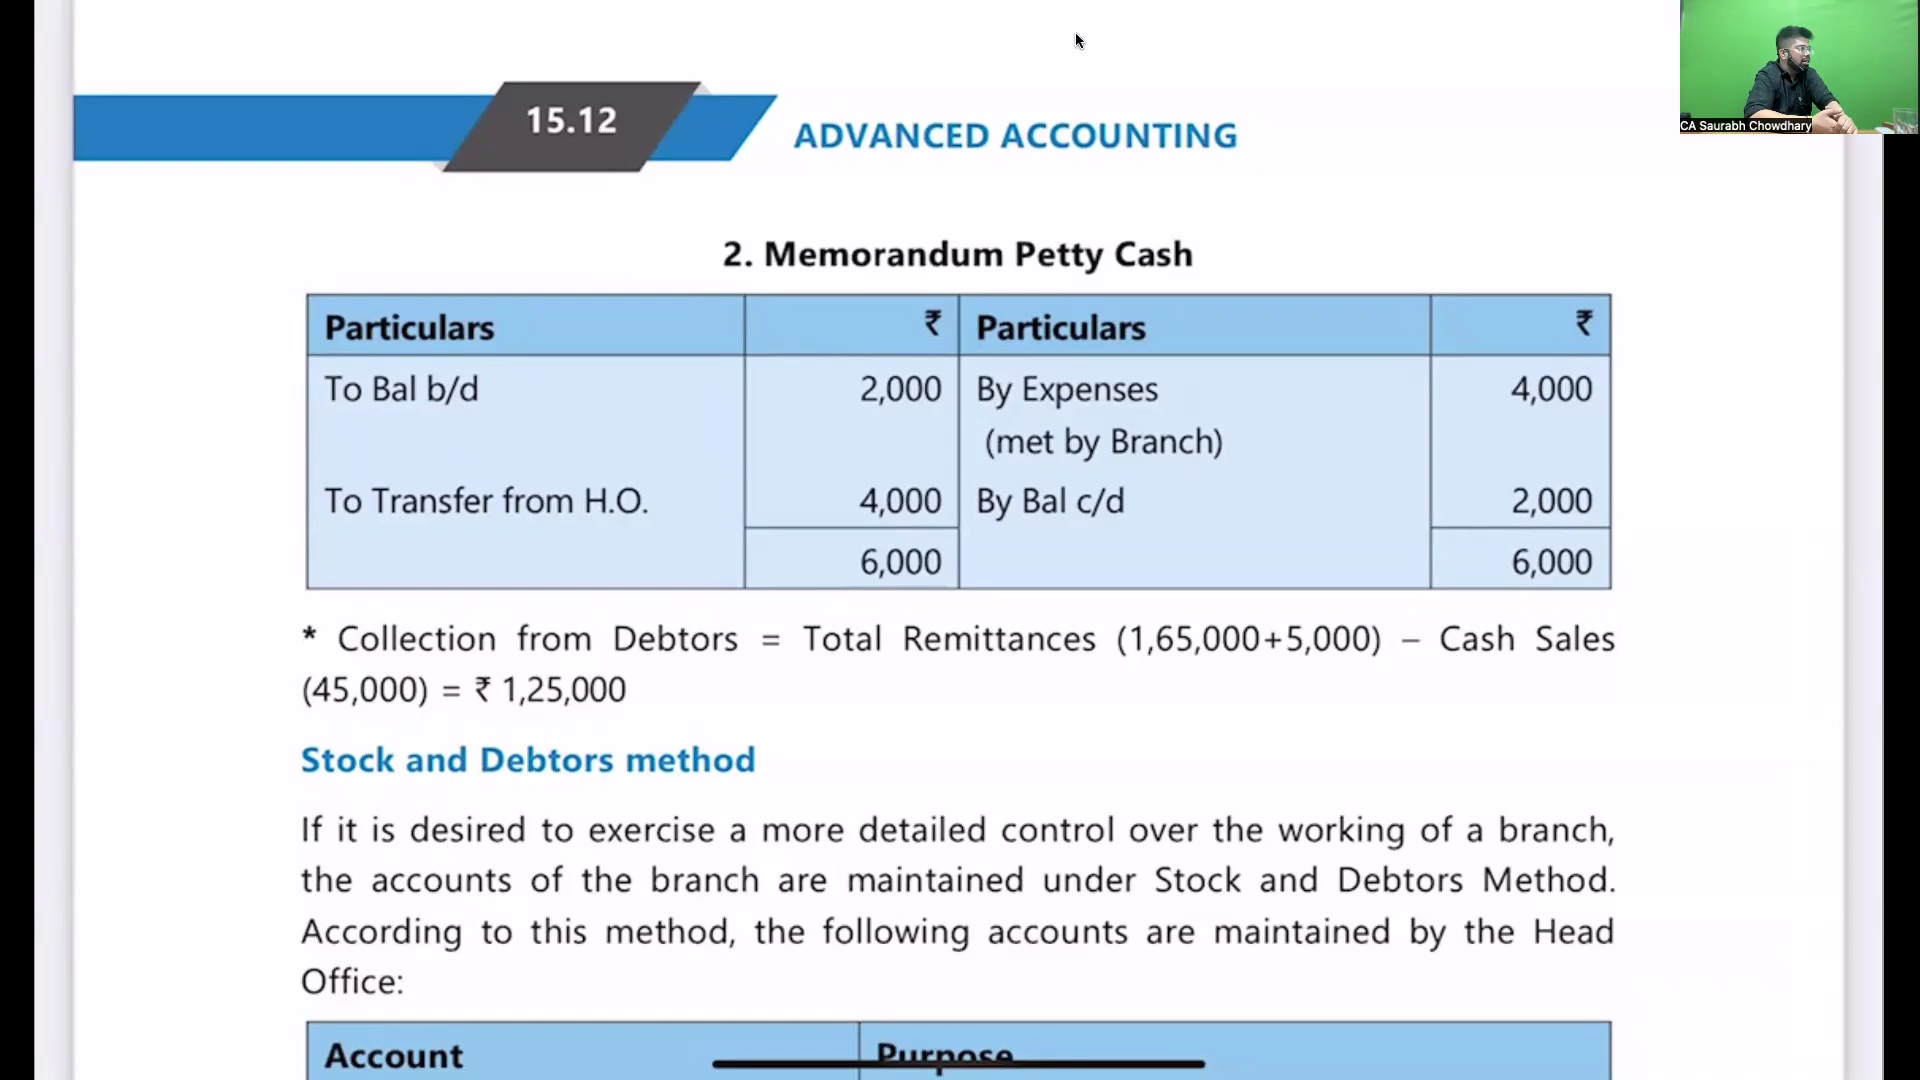 CA Saurabh Chowdhary
15.12
ADVANCED ACCOUNTING
2. Memorandum Petty Cash
Particulars ₹ Particulars ₹
To Bal b/d 2,000 By Expenses 4,000
(met by Branch)
To Transfer from H.O. 4,000 By Bal c/d 2,000
6,000 6,000
* Collection from Debtors = Total Remittances (1,65,000+5,000) – Cash Sales
(45,000) = ₹ 1,25,000
Stock and Debtors method
If it is desired to exercise a more detailed control over the working of a branch,
the accounts of the branch are maintained under Stock and Debtors Method.
According to this method, the following accounts are maintained by the Head
Office:
Account Purpose